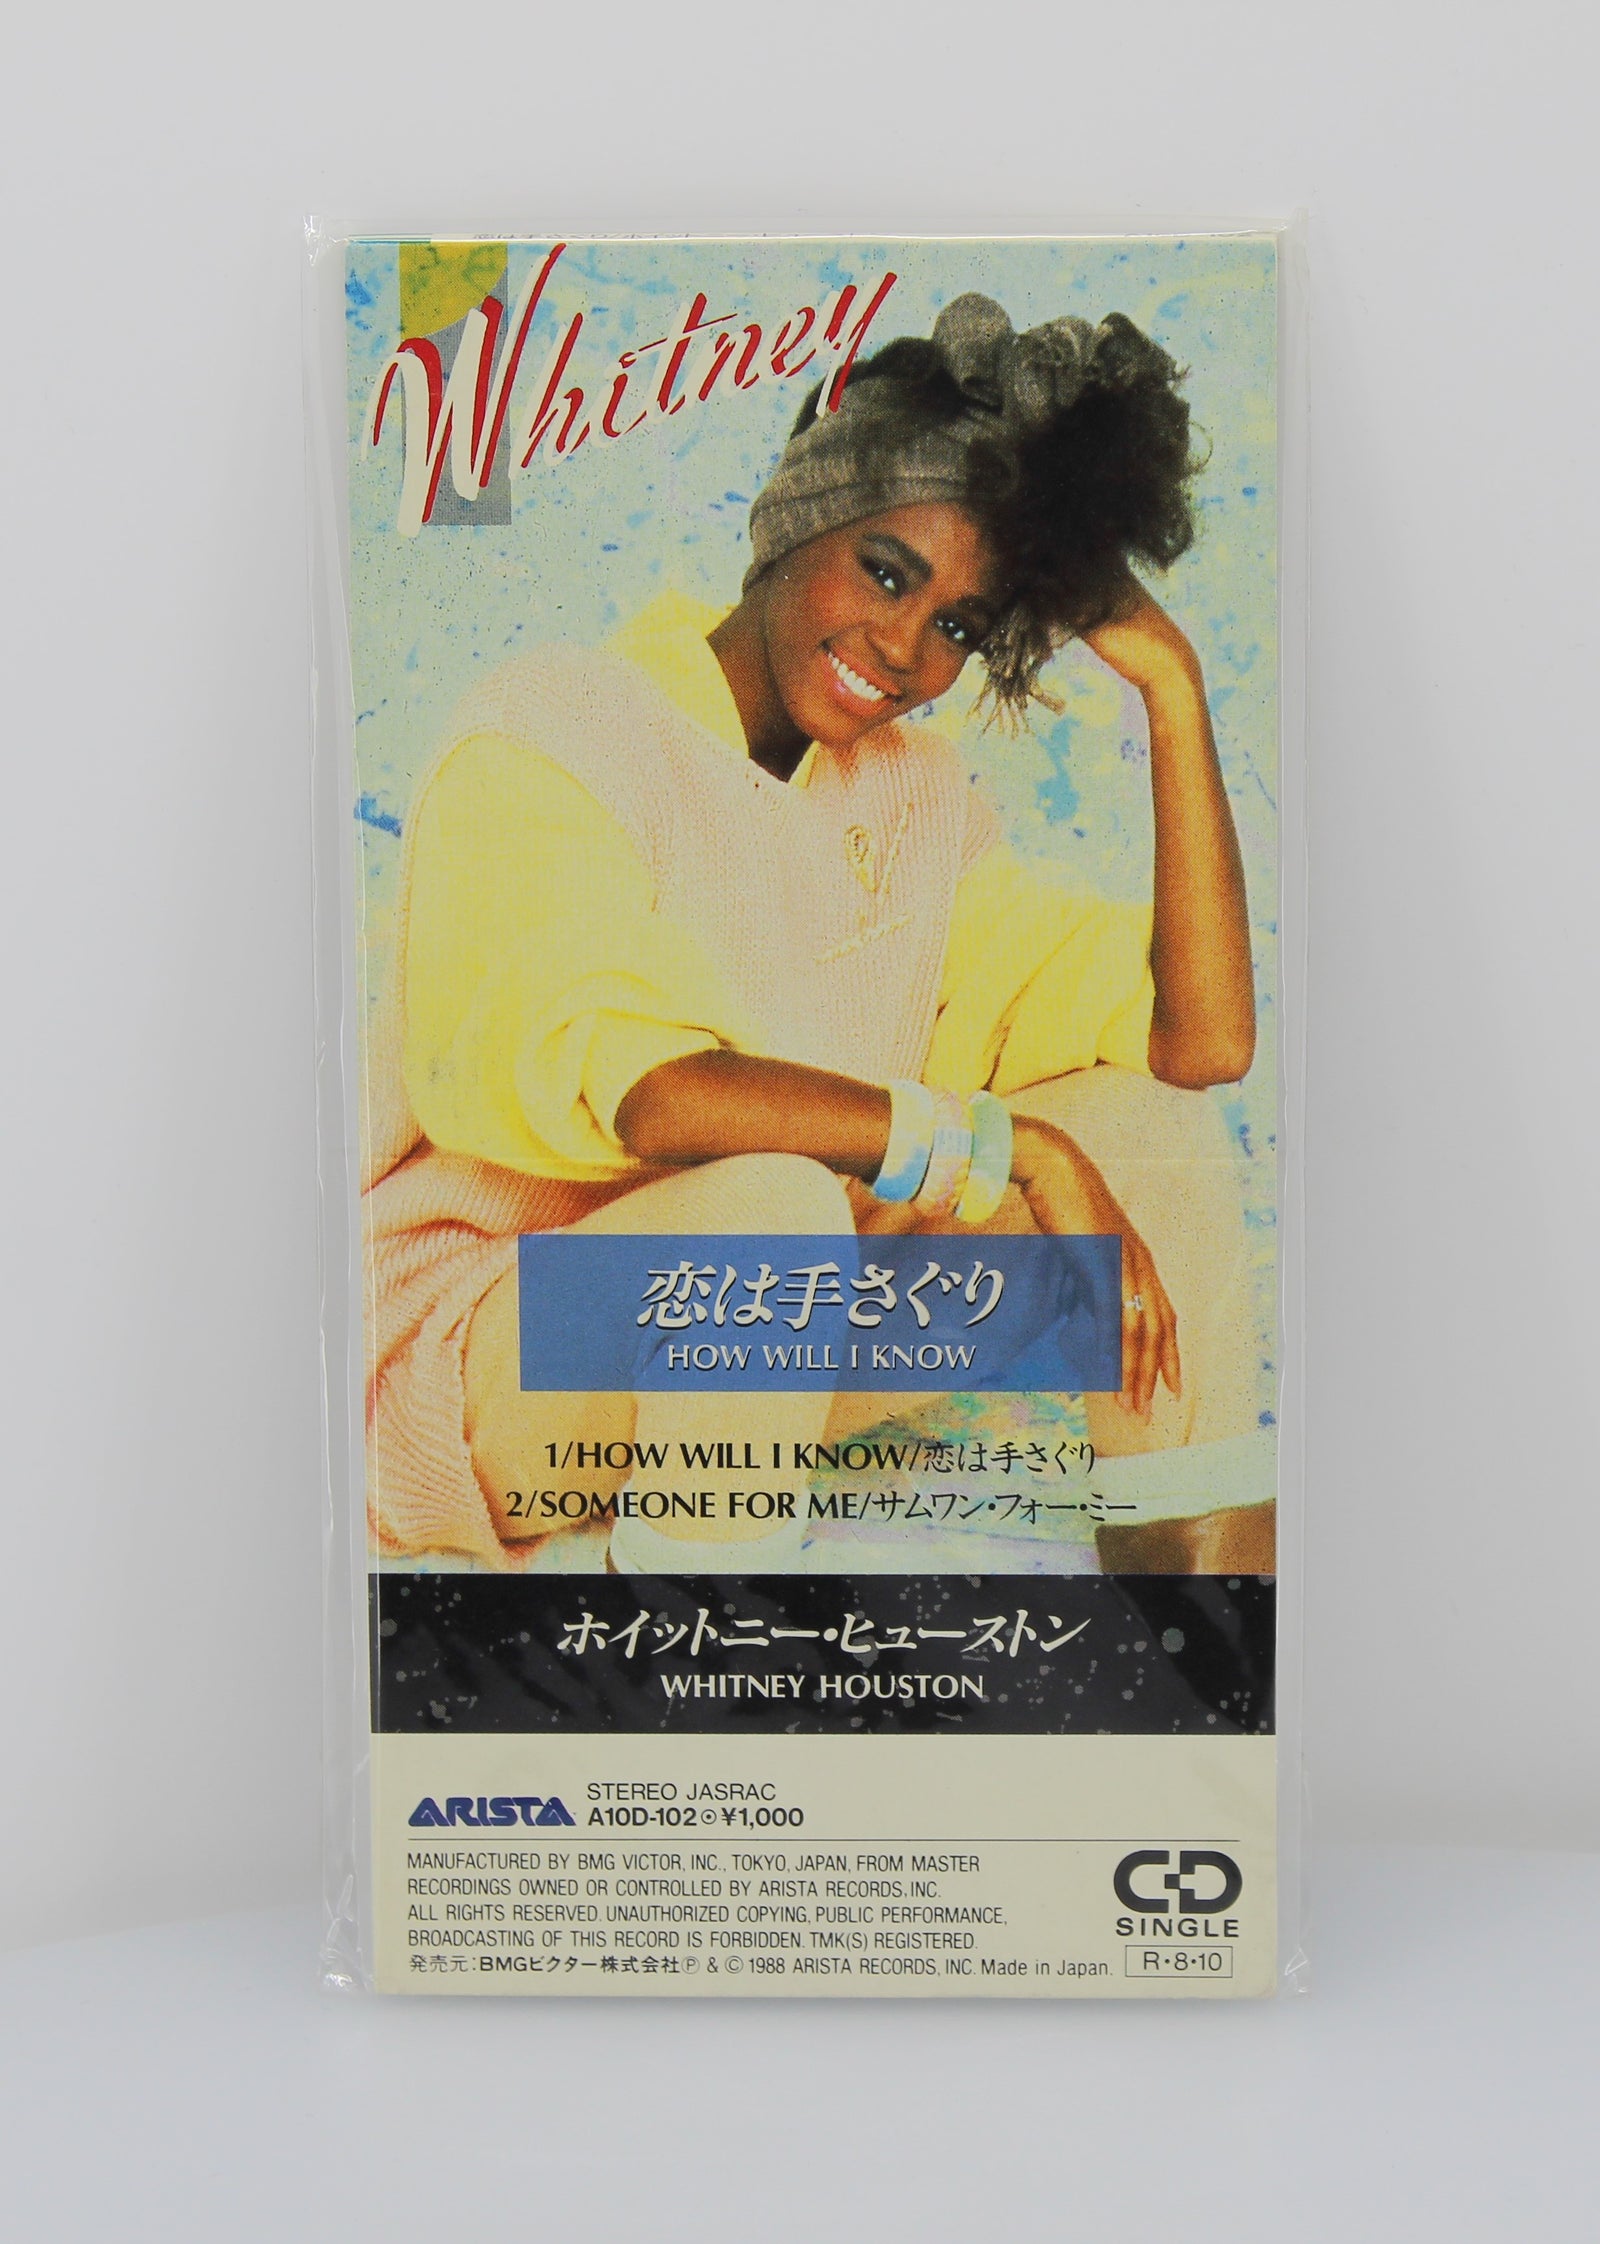 Whitney
恋は手さぐり
HOW WILL I KNOW
1/HOW WILL I KNOW/恋は手さぐり
2/SOMEONE FOR ME/サムワン・フォー・ミー
ホイットニー・ヒューストン
WHITNEY HOUSTON
ARISTA
STEREO JASRAC
A10D-102⊙¥1,000
MANUFACTURED BY BMG VICTOR, INC., TOKYO, JAPAN, FROM MASTER
RECORDINGS OWNED OR CONTROLLED BY ARISTA RECORDS, INC.
ALL RIGHTS RESERVED. UNAUTHORIZED COPYING, PUBLIC PERFORMANCE,
BROADCASTING OF THIS RECORD IS FORBIDDEN. TMK(S) REGISTERED.
発売元:BMGビクター株式会社Ⓟ & © 1988 ARISTA RECORDS, INC. Made in Japan.
CD
SINGLE
R・8・10